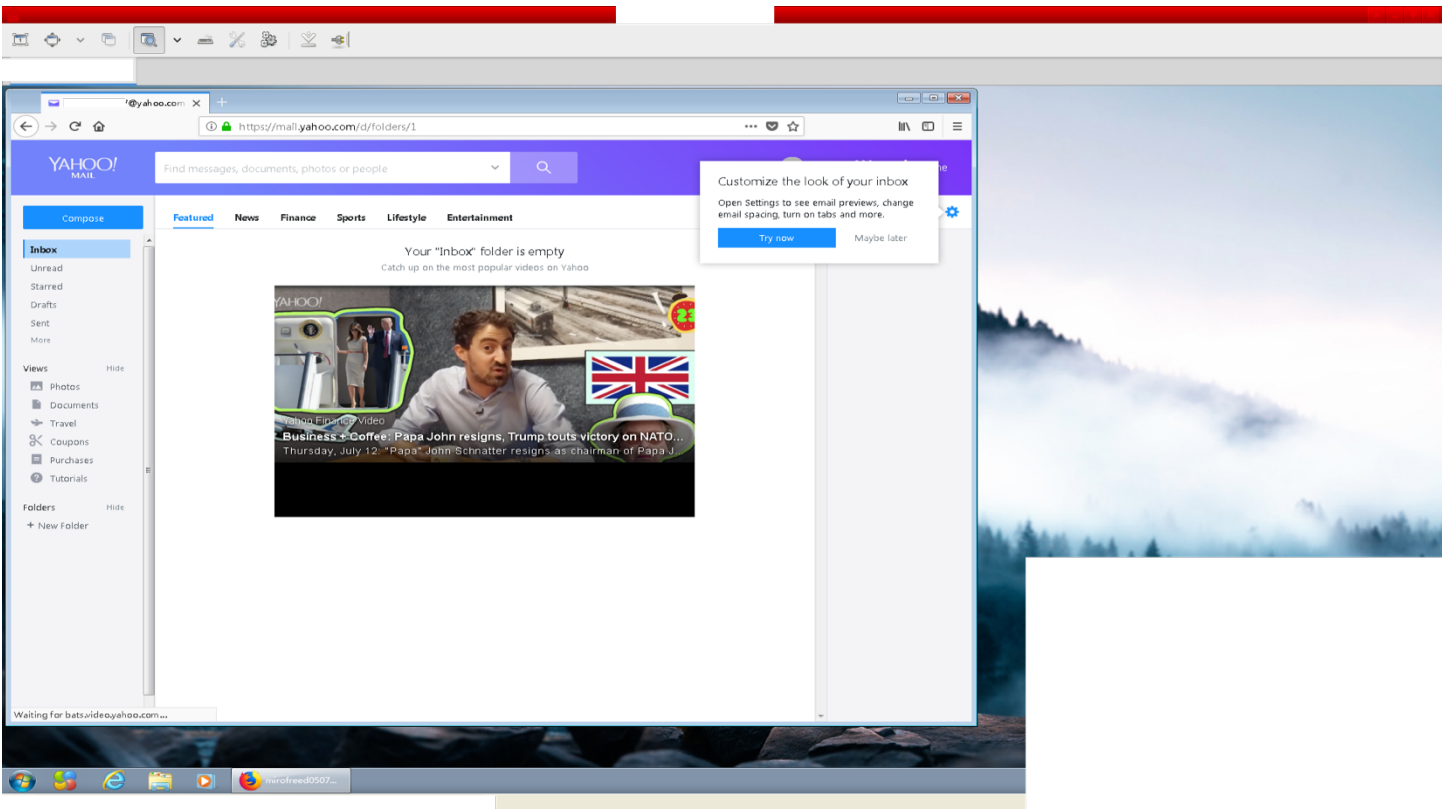 @yahoo.com
https://mail.yahoo.com/d/folders/1
YAHOO!
MAIL
Find messages, documents, photos or people
Customize the look of your inbox
Open Settings to see email previews, change
email spacing, turn on tabs and more.
Try now
Maybe later
Compose
Featured News Finance Sports Lifestyle Entertainment
Inbox
Unread
Starred
Drafts
Sent
More
Views Hide
Photos
Documents
Travel
Coupons
Purchases
Tutorials
Folders Hide
+ New Folder
Your "Inbox" folder is empty
Catch up on the most popular videos on Yahoo
YAHOO!
23
Yahoo Finance Video
Business + Coffee: Papa John resigns, Trump touts victory on NATO...
Thursday, July 12: "Papa" John Schnatter resigns as chairman of Papa J...
Waiting for bats.video.yahoo.com...
mirofreed0507...